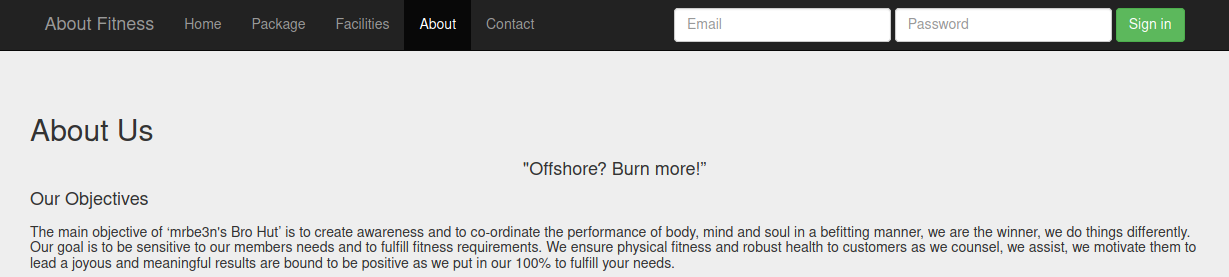 About Fitness Home Package Facilities About Contact Email Password Sign in
About Us
"Offshore? Burn more!”
Our Objectives
The main objective of ‘mrbe3n's Bro Hut’ is to create awareness and to co-ordinate the performance of body, mind and soul in a befitting manner, we are the winner, we do things differently.
Our goal is to be sensitive to our members needs and to fulfill fitness requirements. We ensure physical fitness and robust health to customers as we counsel, we assist, we motivate them to
lead a joyous and meaningful results are bound to be positive as we put in our 100% to fulfill your needs.